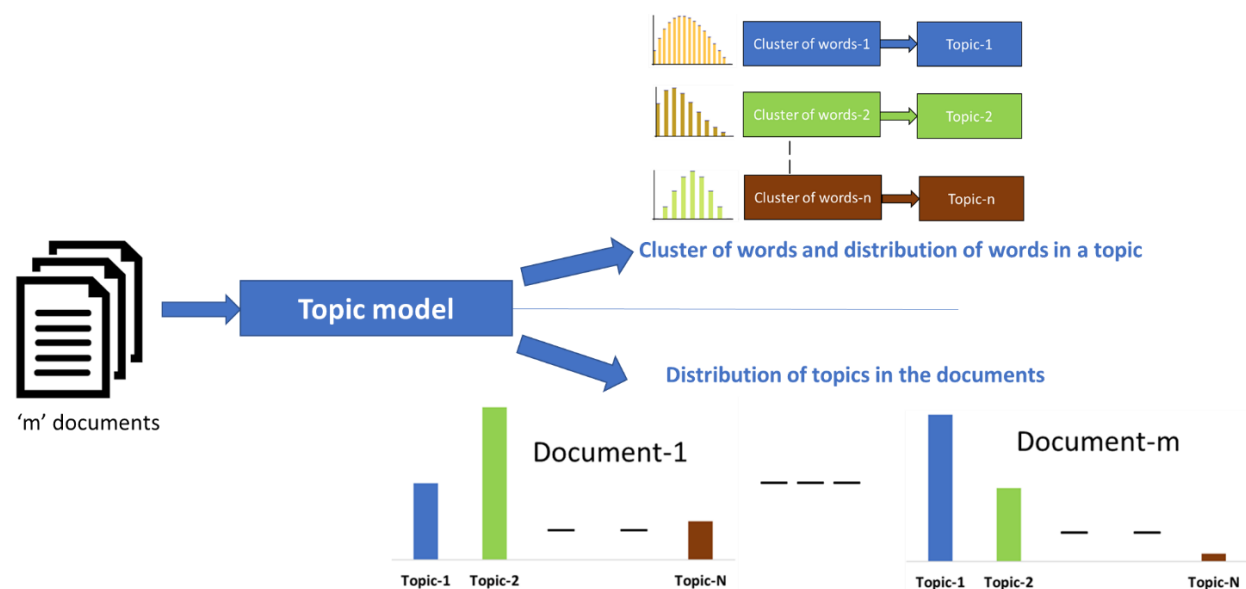 Cluster of words-1
Topic-1
Cluster of words-2
Topic-2
Cluster of words-n
Topic-n
Cluster of words and distribution of words in a topic
Topic model
‘m’ documents
Distribution of topics in the documents
Document-1
Topic-1
Topic-2
Topic-N
Document-m
Topic-1
Topic-2
Topic-N